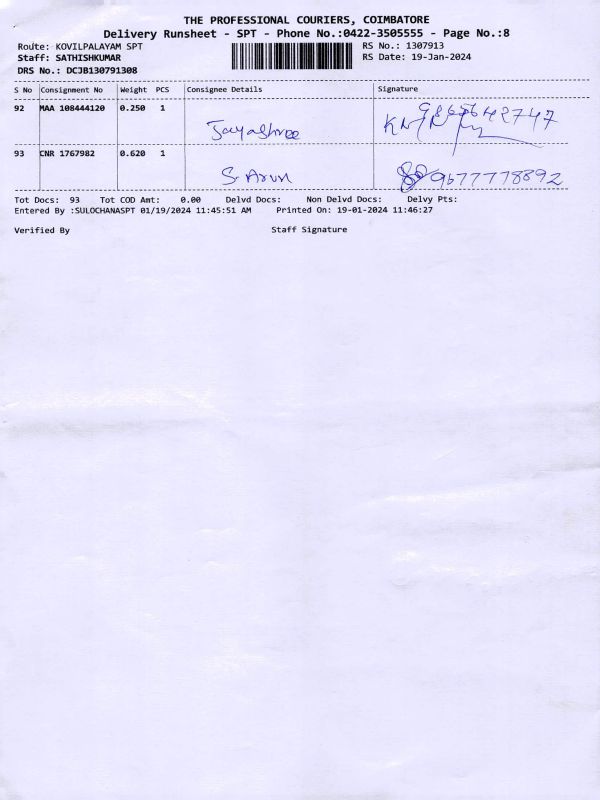 THE PROFESSIONAL COURIERS, COIMBATORE
Delivery Runsheet - SPT - Phone No.:0422-3505555 - Page No.:8
Route: KOVILPALAYAM SPT RS No.: 1307913
Staff: SATHISHKUMAR RS Date: 19-Jan-2024
DRS No.: DCJB130791308
S No Consignment No Weight PCS Consignee Details Signature
92 MAA 108444120 0.250 1 Jayashree
93 CNR 1767982 0.620 1 S. Arun 9677778892
Tot Docs: 93 Tot COD Amt: 0.00 Delvd Docs: Non Delvd Docs: Delvy Pts:
Entered By :SULOCHANASPT 01/19/2024 11:45:51 AM Printed On: 19-01-2024 11:46:27
Verified By Staff Signature